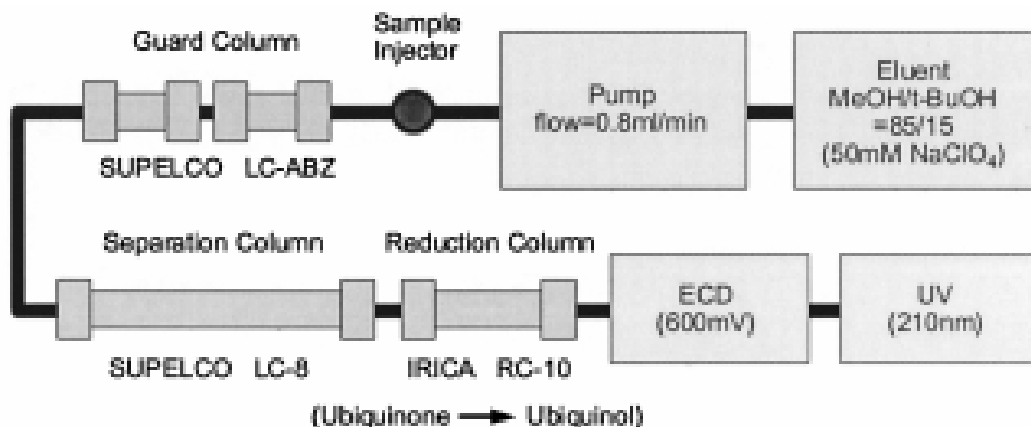 Guard Column
SUPELCO LC-ABZ
Sample
Injector
Pump
flow=0.8ml/min
Eluent
MeOH/t-BuOH
=85/15
(50mM NaClO₄)
Separation Column
SUPELCO LC-8
Reduction Column
IRICA RC-10
(Ubiquinone → Ubiquinol)
ECD
(600mV)
UV
(210nm)